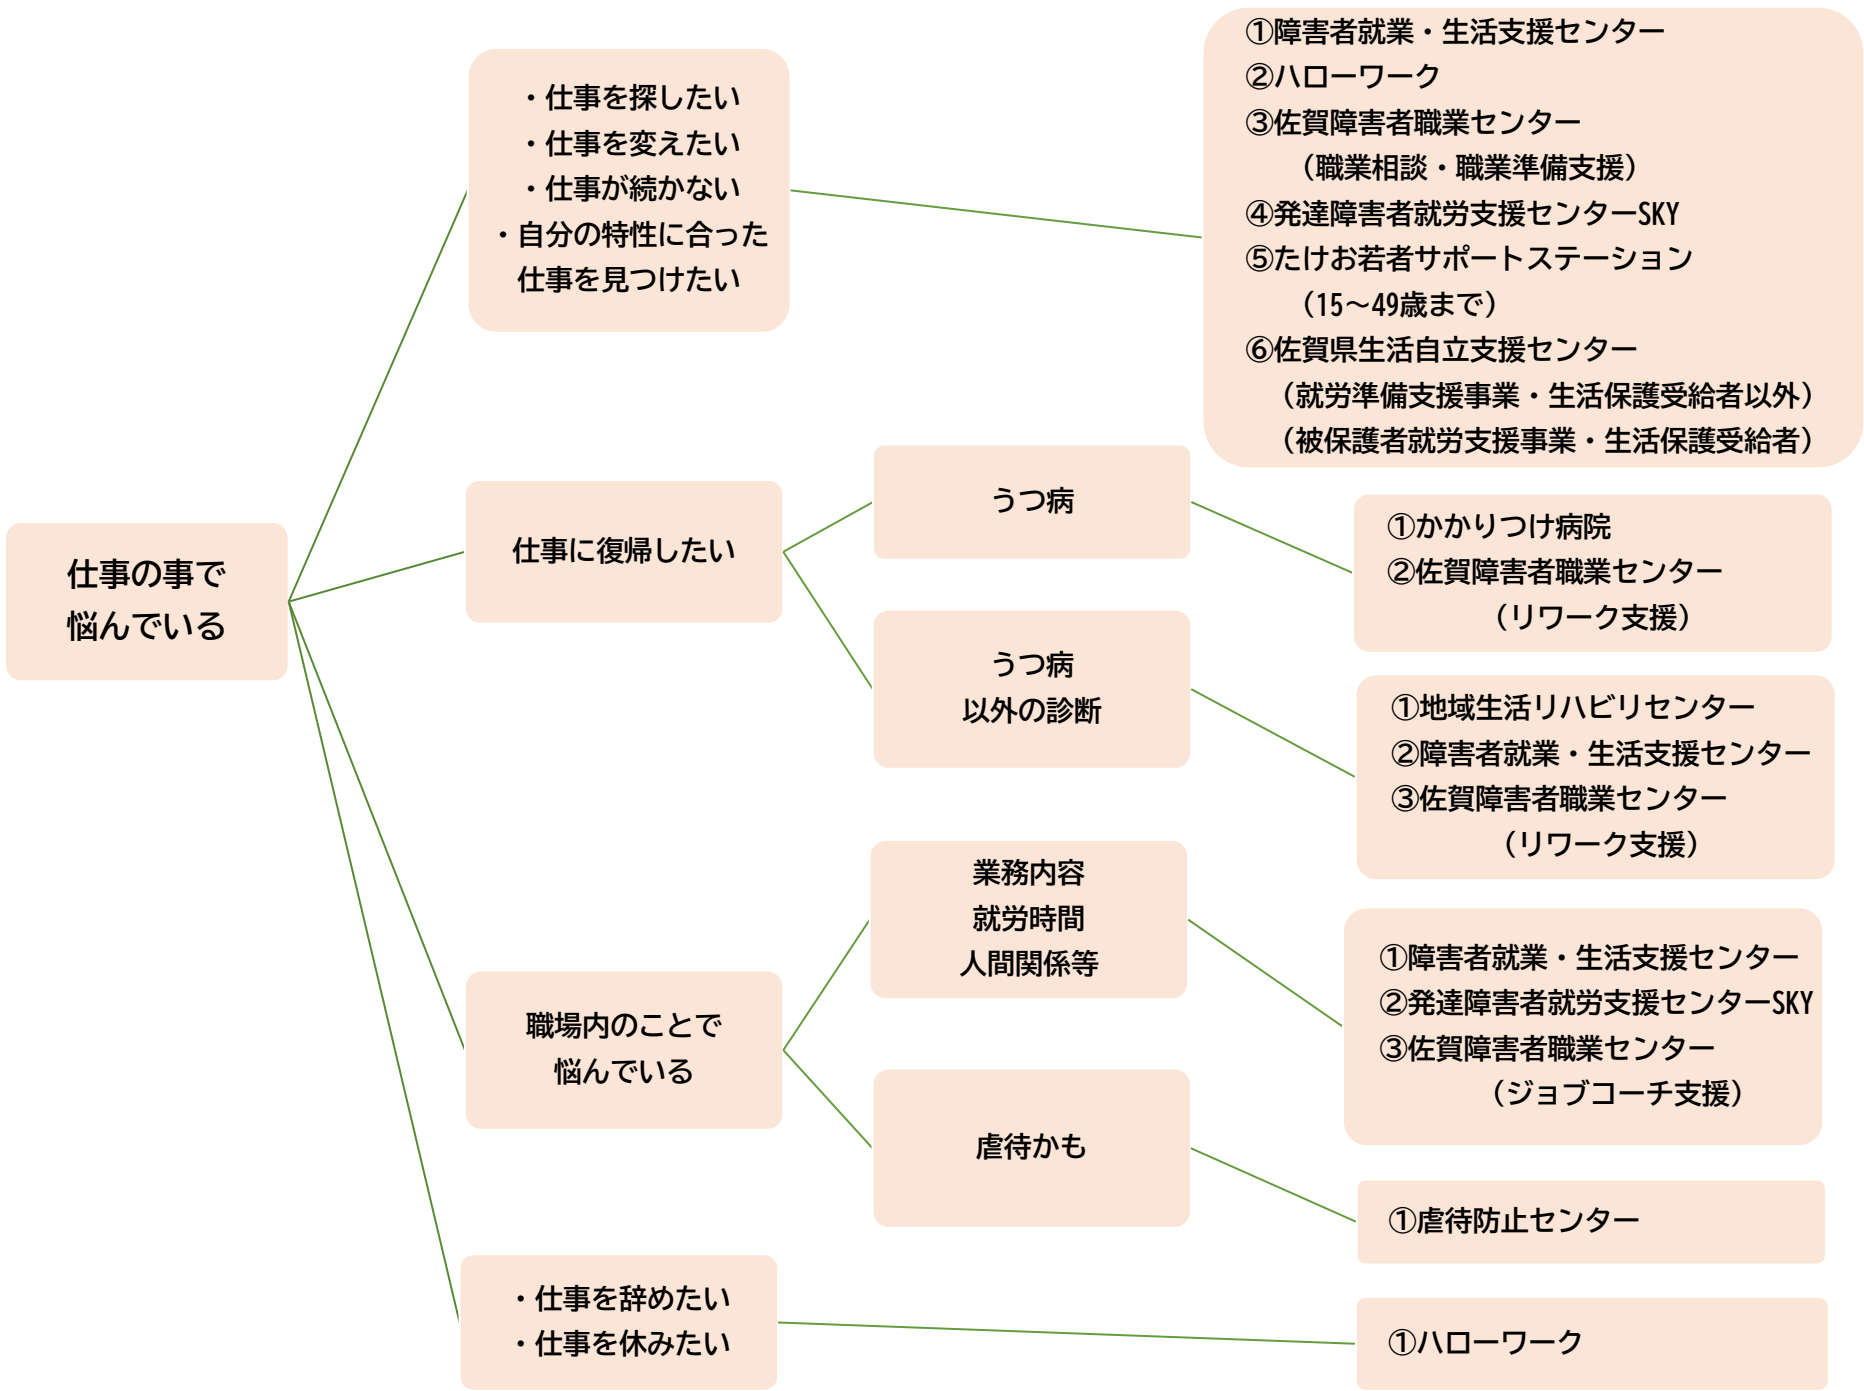 仕事の事で
悩んでいる
・仕事を探したい
・仕事を変えたい
・仕事が続かない
・自分の特性に合った
仕事を見つけたい
①障害者就業・生活支援センター
②ハローワーク
③佐賀障害者職業センター
（職業相談・職業準備支援）
④発達障害者就労支援センターSKY
⑤たけお若者サポートステーション
（15～49歳まで）
⑥佐賀県生活自立支援センター
（就労準備支援事業・生活保護受給者以外）
（被保護者就労支援事業・生活保護受給者）
仕事に復帰したい
うつ病
①かかりつけ病院
②佐賀障害者職業センター
（リワーク支援）
うつ病
以外の診断
①地域生活リハビリセンター
②障害者就業・生活支援センター
③佐賀障害者職業センター
（リワーク支援）
職場内のことで
悩んでいる
業務内容
就労時間
人間関係等
①障害者就業・生活支援センター
②発達障害者就労支援センターSKY
③佐賀障害者職業センター
（ジョブコーチ支援）
虐待かも
①虐待防止センター
・仕事を辞めたい
・仕事を休みたい
①ハローワーク